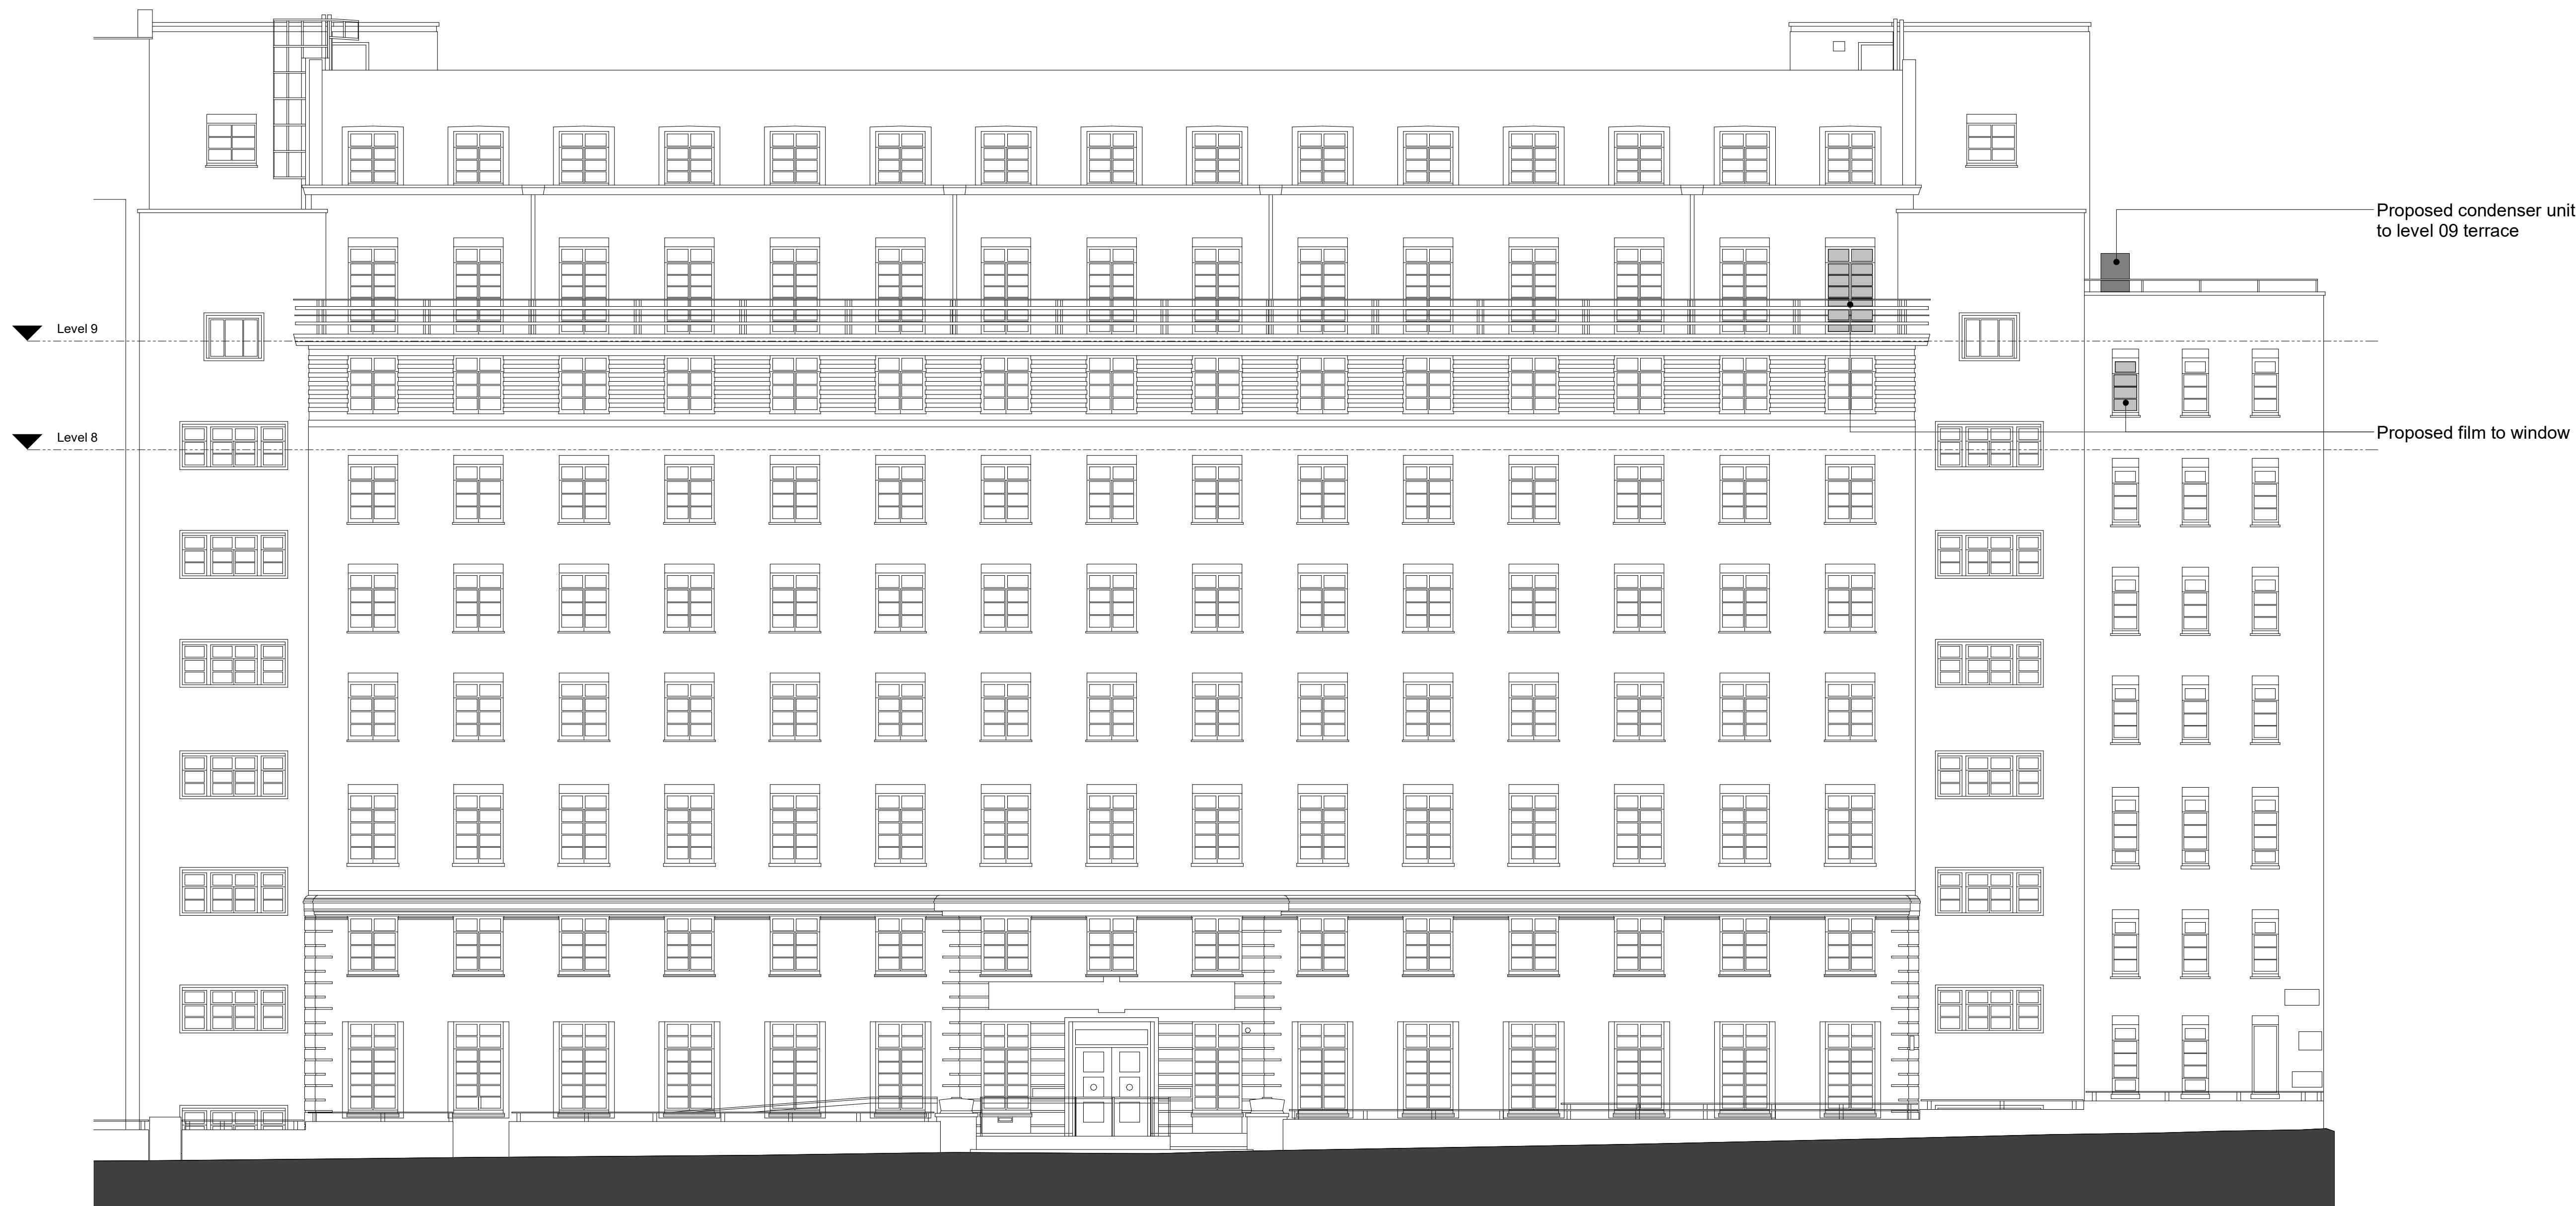 Proposed condenser unit
to level 09 terrace
Level 9
Proposed film to window
Level 8